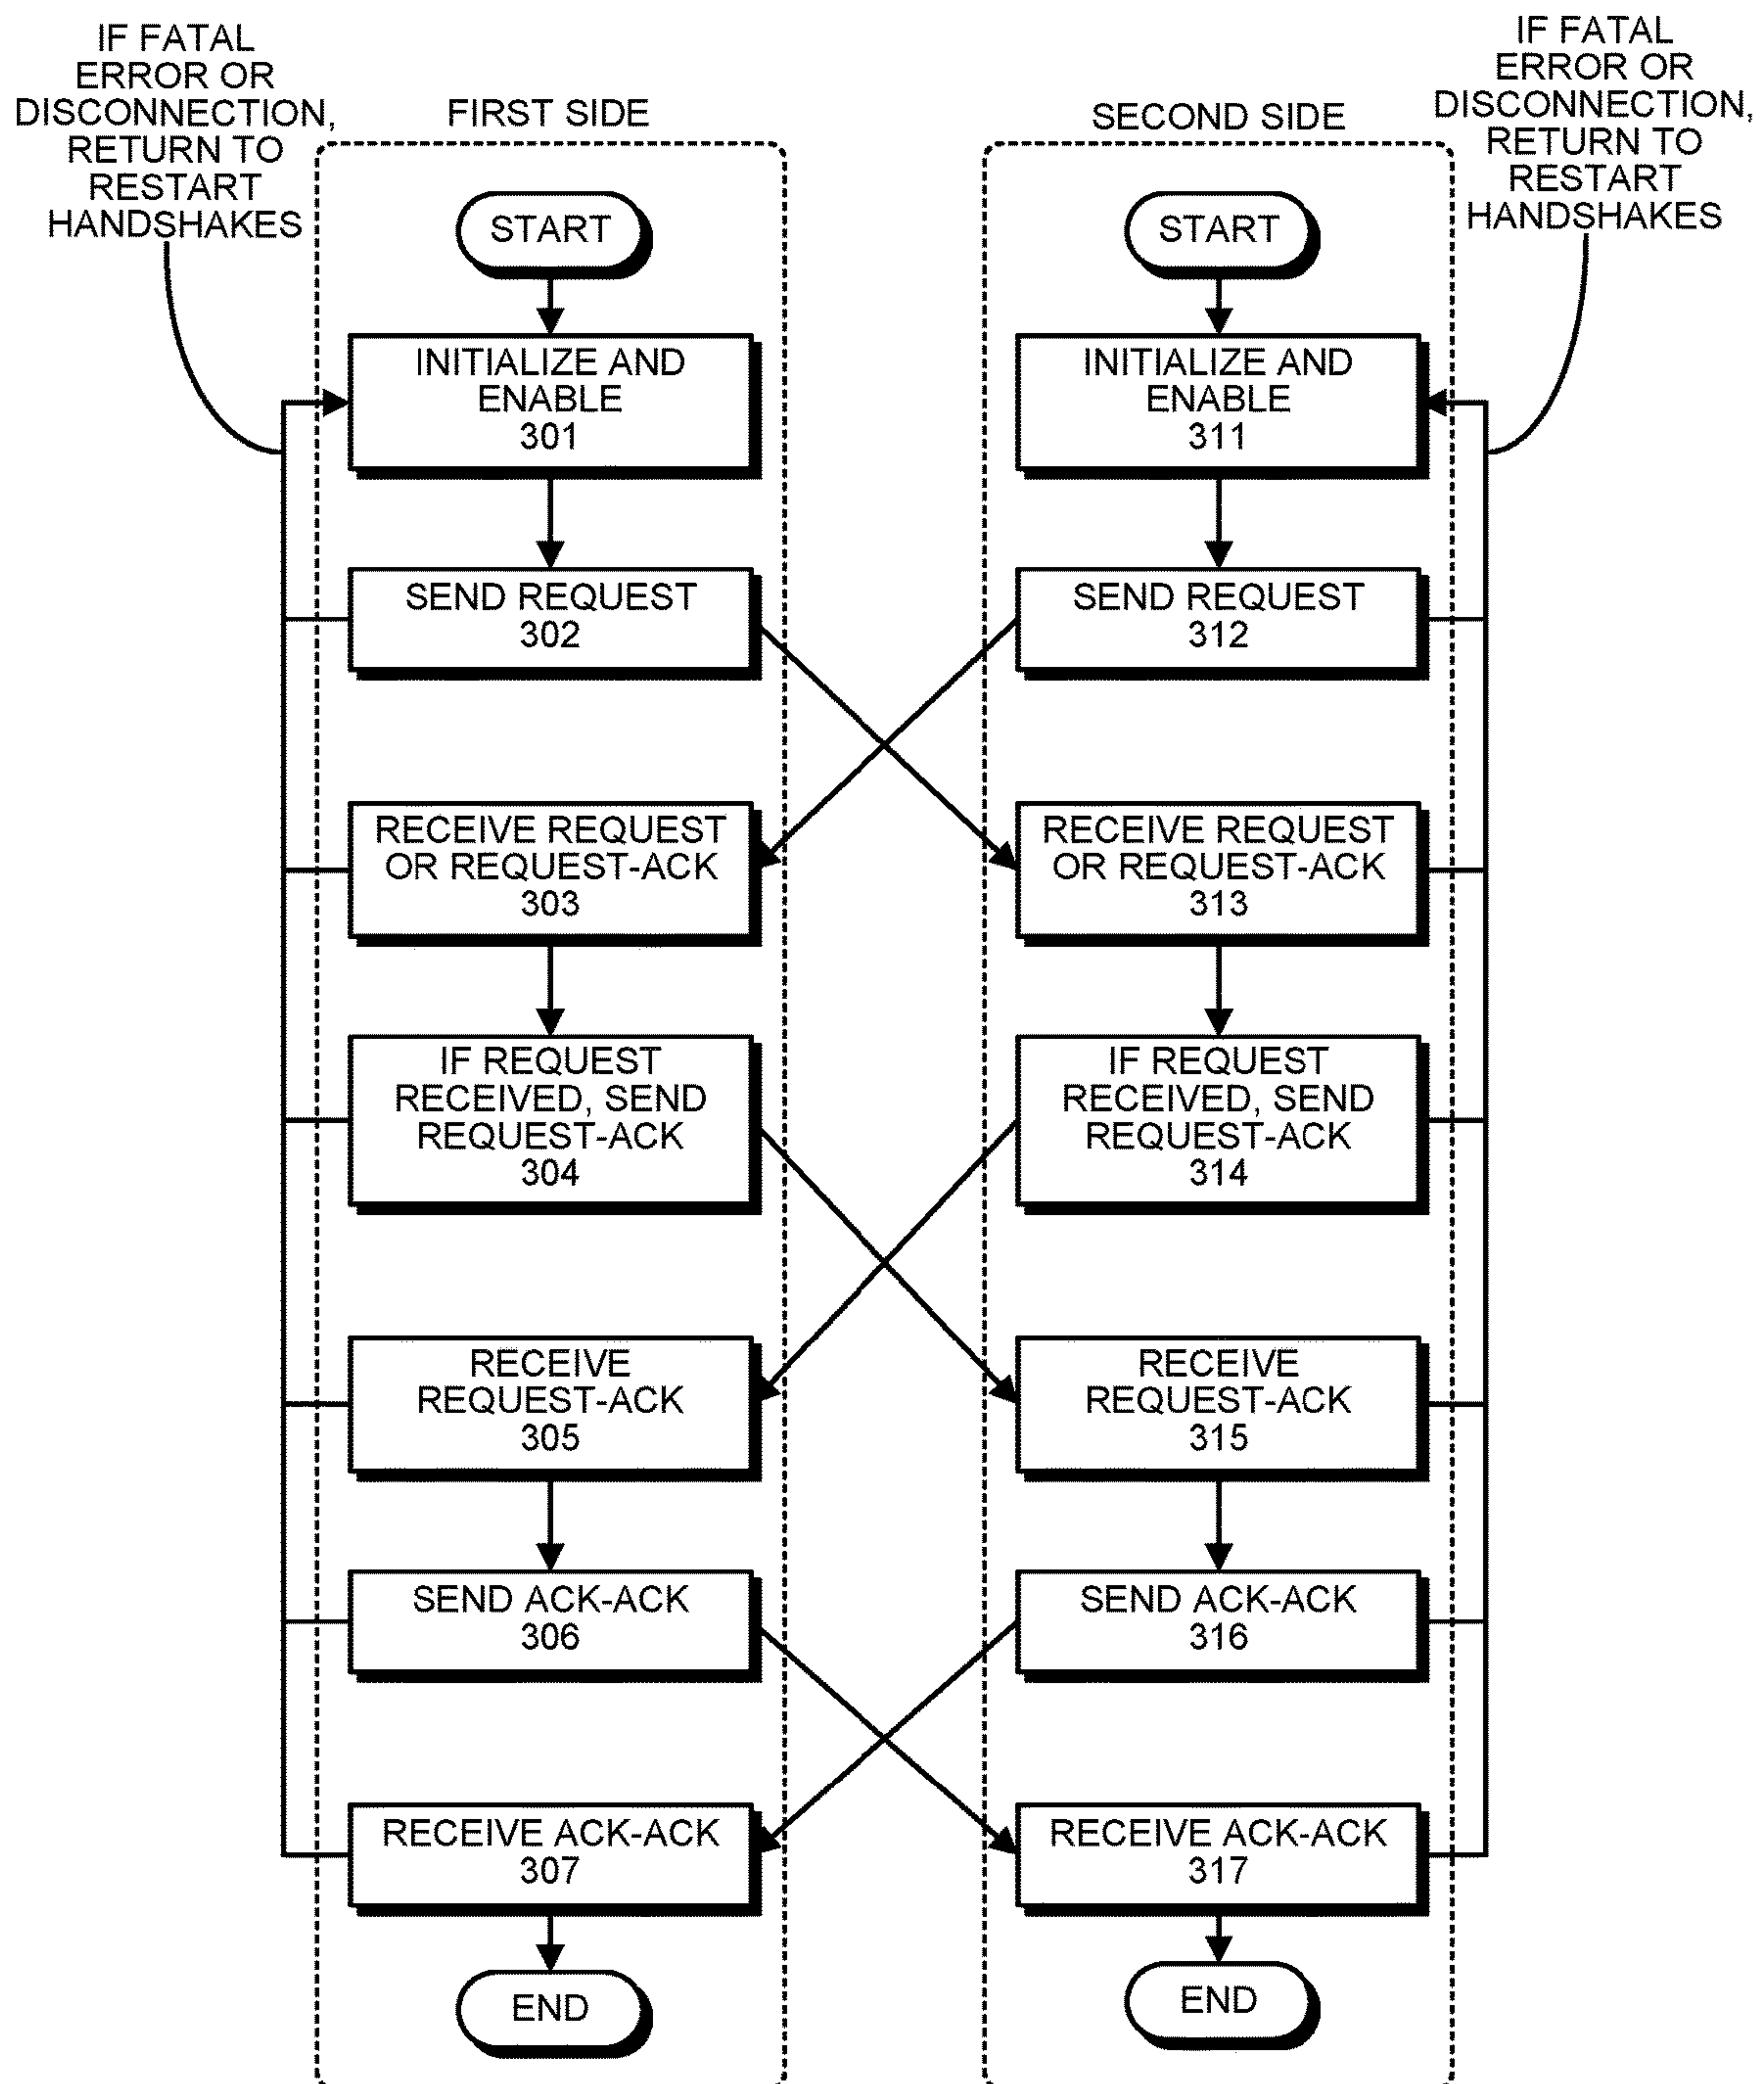 IF FATAL
ERROR OR
DISCONNECTION,
RETURN TO
RESTART
HANDSHAKES
FIRST SIDE
START
INITIALIZE AND
ENABLE
301
SEND REQUEST
302
RECEIVE REQUEST
OR REQUEST-ACK
303
IF REQUEST
RECEIVED, SEND
REQUEST-ACK
304
RECEIVE
REQUEST-ACK
305
SEND ACK-ACK
306
RECEIVE ACK-ACK
307
END
SECOND SIDE
START
INITIALIZE AND
ENABLE
311
SEND REQUEST
312
RECEIVE REQUEST
OR REQUEST-ACK
313
IF REQUEST
RECEIVED, SEND
REQUEST-ACK
314
RECEIVE
REQUEST-ACK
315
SEND ACK-ACK
316
RECEIVE ACK-ACK
317
END
IF FATAL
ERROR OR
DISCONNECTION,
RETURN TO
RESTART
HANDSHAKES